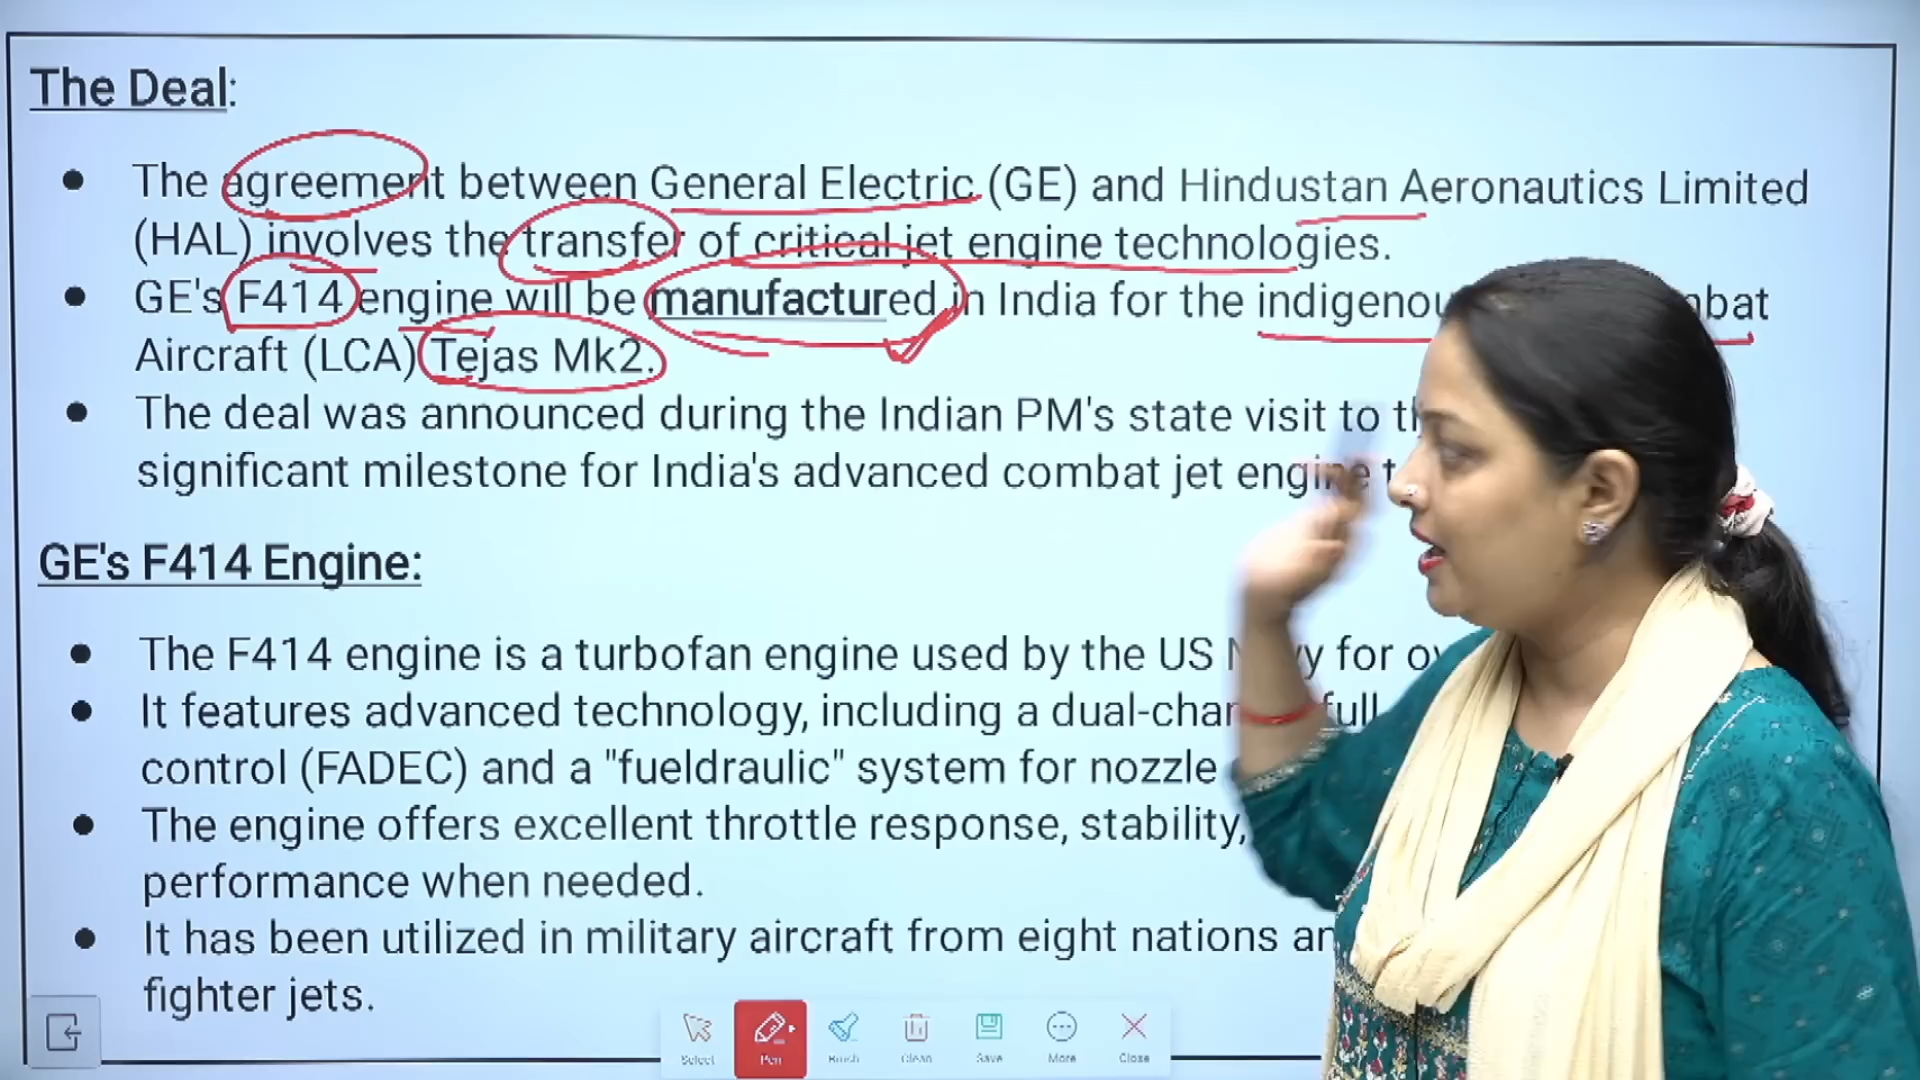 The Deal:
● The agreement between General Electric (GE) and Hindustan Aeronautics Limited
(HAL) involves the transfer of critical jet engine technologies.
● GE's F414 engine will be manufactured in India for the
Aircraft (LCA) Tejas Mk2.
● The deal was announced during the Indian PM's state visit to
significant milestone for India's advanced combat jet engine
GE's F414 Engine:
● The F414 engine is a turbofan engine used by the US for
● It features advanced technology, including a full
control (FADEC) and a "fueldraulic" system for nozzle
● The engine offers excellent throttle response, stability,
performance when needed.
● It has been utilized in military aircraft from eight nations
fighter jets.
Select Pen Brush Clean Save More Close